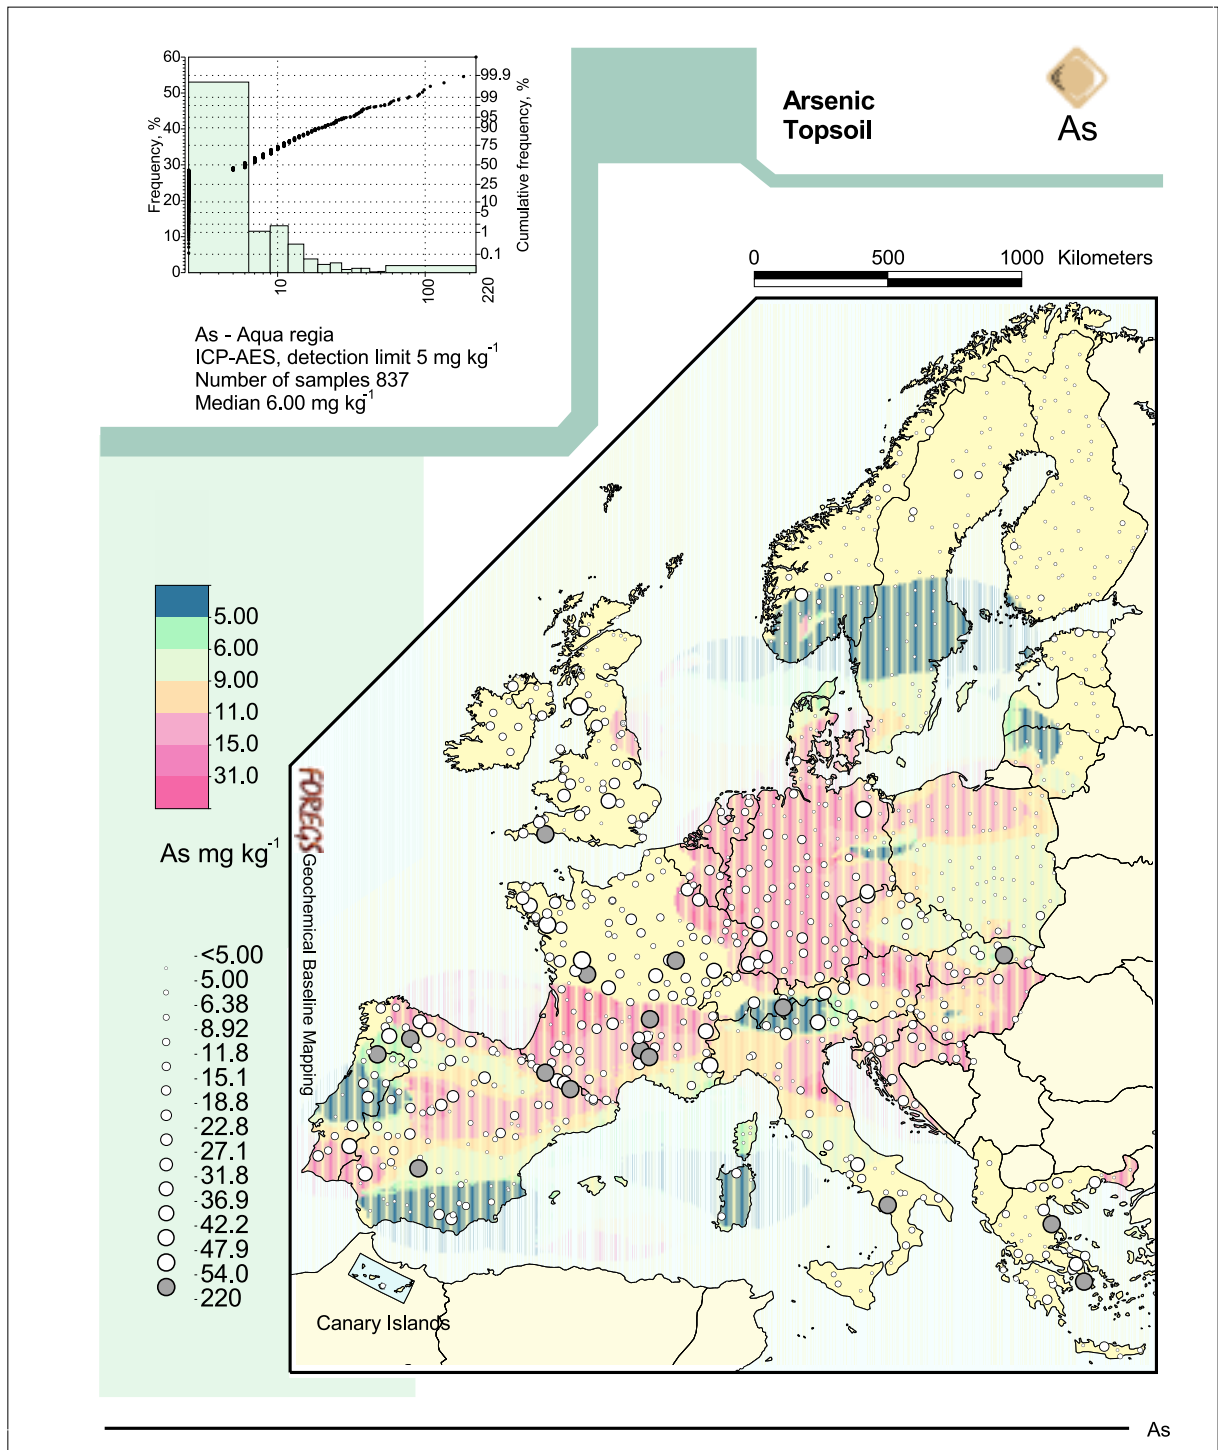 60
50
40
30
20
10
0
Frequency, %
99.9
99
95
90
75
50
25
10
5
1
0.1
Cumulative frequency, %
10
100
220
Arsenic
Topsoil
As
As - Aqua regia
ICP-AES, detection limit 5 mg kg-1
Number of samples 837
Median 6.00 mg kg-1
0 500 1000 Kilometers
5.00
6.00
9.00
11.0
15.0
31.0
As mg kg-1
<5.00
5.00
6.38
8.92
11.8
15.1
18.8
22.8
27.1
31.8
36.9
42.2
47.9
54.0
220
FOREGS
Geochemical Baseline Mapping
Canary Islands
As